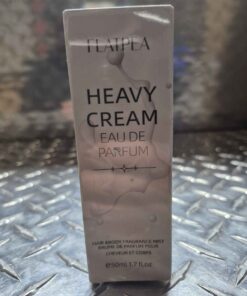 FLATPEA
HEAVY
CREAM
EAU DE
PARFUM
HAIR &BODY FRAGRANCE MIST
BRUME DE PARFUM POUR
CHEVEUX ET CORPS
50ml 1.7 fl.oz